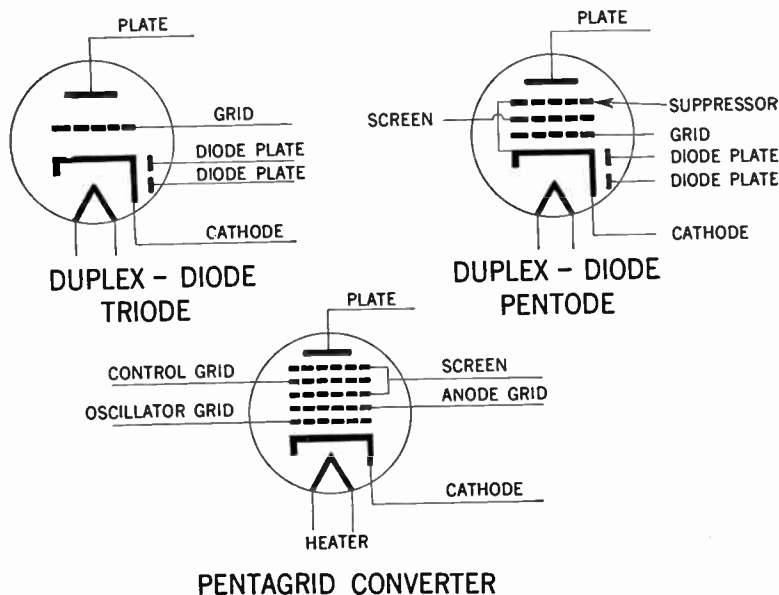 PLATE
GRID
DIODE PLATE
DIODE PLATE
CATHODE
DUPLEX - DIODE
TRIODE
PLATE
SCREEN
SUPPRESSOR
GRID
DIODE PLATE
DIODE PLATE
CATHODE
DUPLEX - DIODE
PENTODE
PLATE
CONTROL GRID
SCREEN
OSCILLATOR GRID
ANODE GRID
CATHODE
HEATER
PENTAGRID CONVERTER